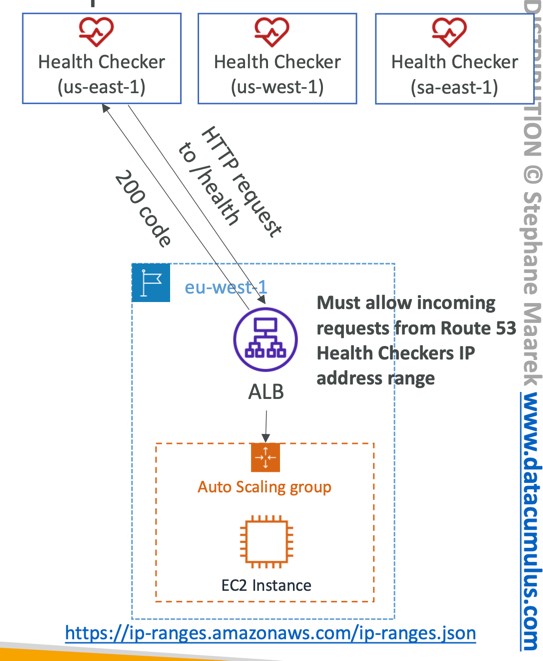 Health Checker
(us-east-1)
Health Checker
(us-west-1)
Health Checker
(sa-east-1)
HTTP request
to /health
200 code
eu-west-1
Must allow incoming
requests from Route 53
Health Checkers IP
address range
ALB
Auto Scaling group
EC2 Instance
https://ip-ranges.amazonaws.com/ip-ranges.json
DISTRIBUTION © Stephane Maarek www.datacumulus.com